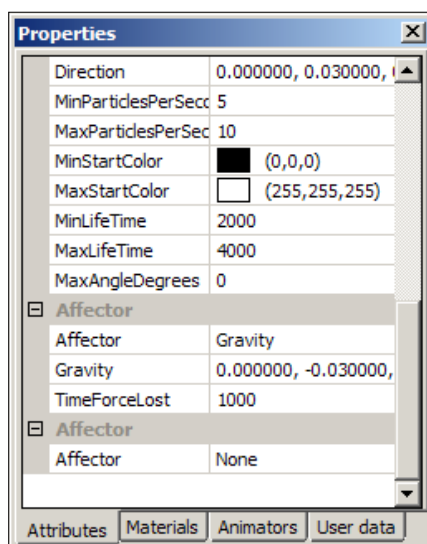 Properties
Direction 0.000000, 0.030000,
MinParticlesPerSecc 5
MaxParticlesPerSec 10
MinStartColor (0,0,0)
MaxStartColor (255,255,255)
MinLifeTime 2000
MaxLifeTime 4000
MaxAngleDegrees 0
Affector
Affector Gravity
Gravity 0.000000, -0.030000,
TimeForceLost 1000
Affector
Affector None
Attributes Materials Animators User data